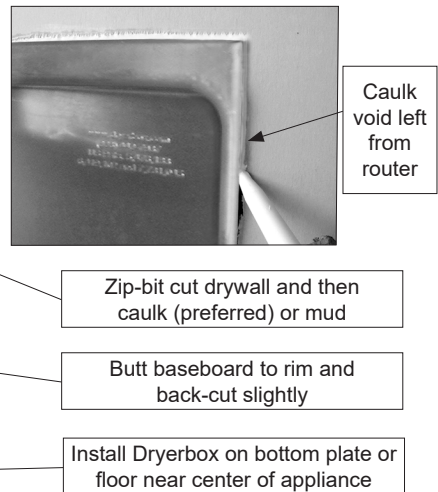 Caulk
void left
from
router
Zip-bit cut drywall and then
caulk (preferred) or mud
Butt baseboard to rim and
back-cut slightly
Install Dryerbox on bottom plate or
floor near center of appliance